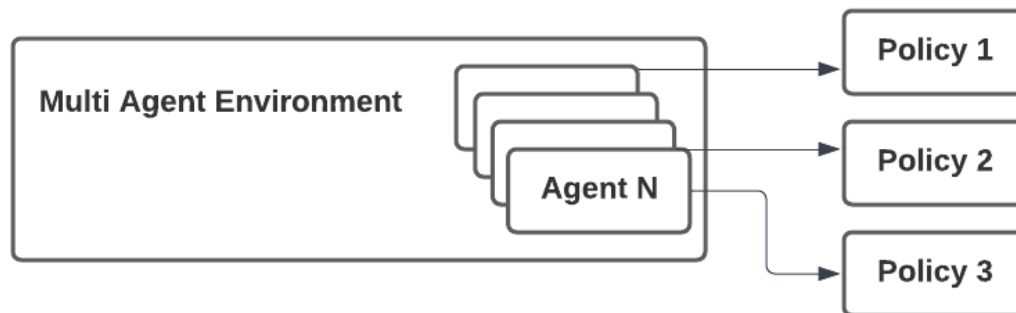 Multi Agent Environment
Agent N
Policy 1
Policy 2
Policy 3